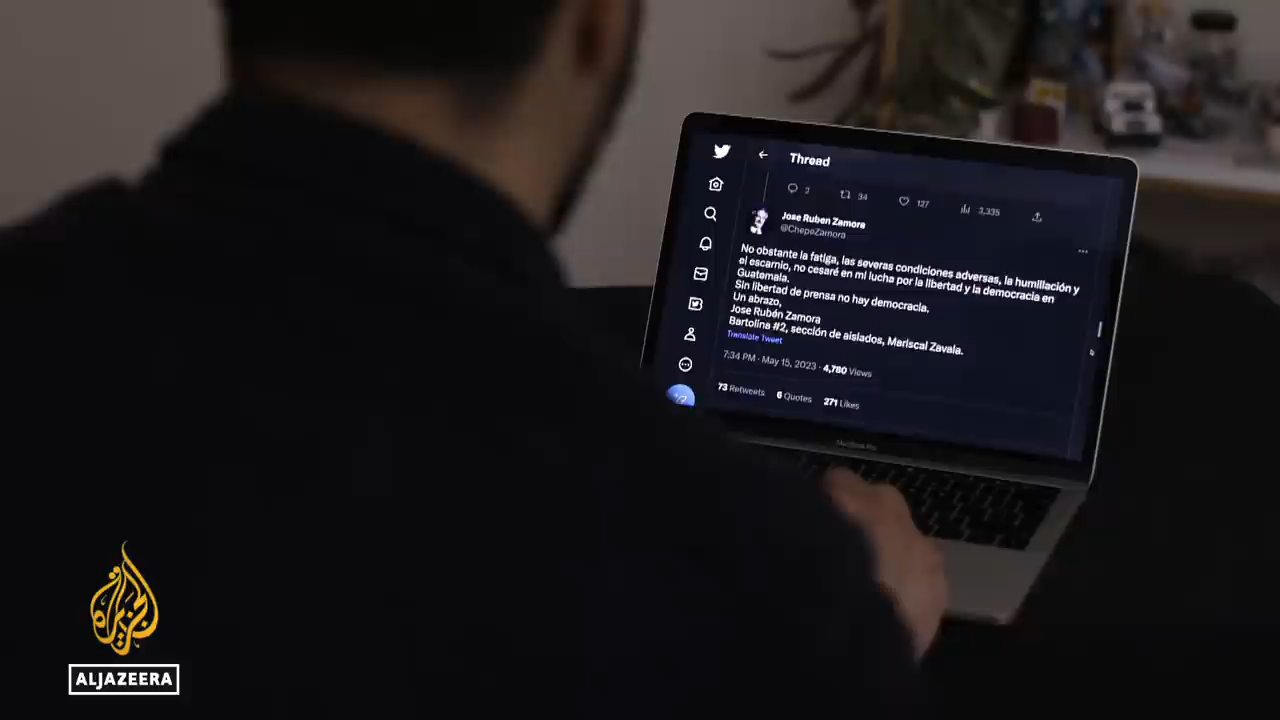 Thread
2 34 127 3,335
Jose Ruben Zamora
@ChepeZamora
No obstante la fatiga, las severas condiciones adversas, la humillación y
el escarnio, no cesaré en mi lucha por la libertad y la democracia en
Guatemala.
Sin libertad de prensa no hay democracia.
Un abrazo,
Jose Rubén Zamora
Bartolina #2, sección de aislados, Mariscal Zavala.
Translate Tweet
7:34 PM · May 15, 2023 · 4,780 Views
73 Retweets 6 Quotes 271 Likes
MacBook Pro
الجزيرة
ALJAZEERA